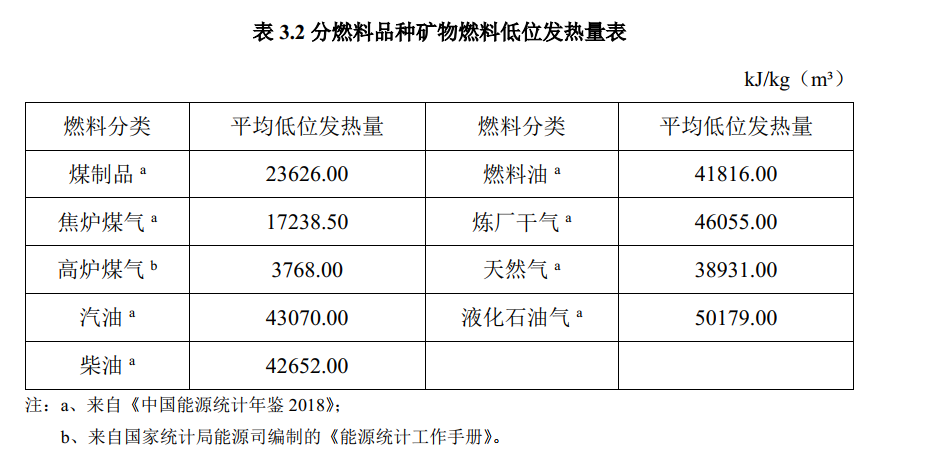 表 3.2 分燃料品种矿物燃料低位发热量表
kJ/kg（m³）
燃料分类 平均低位发热量 燃料分类 平均低位发热量
煤制品 a 23626.00 燃料油 a 41816.00
焦炉煤气 a 17238.50 炼厂干气 a 46055.00
高炉煤气 b 3768.00 天然气 a 38931.00
汽油 a 43070.00 液化石油气 a 50179.00
柴油 a 42652.00
注：a、来自《中国能源统计年鉴 2018》；
b、来自国家统计局能源司编制的《能源统计工作手册》。